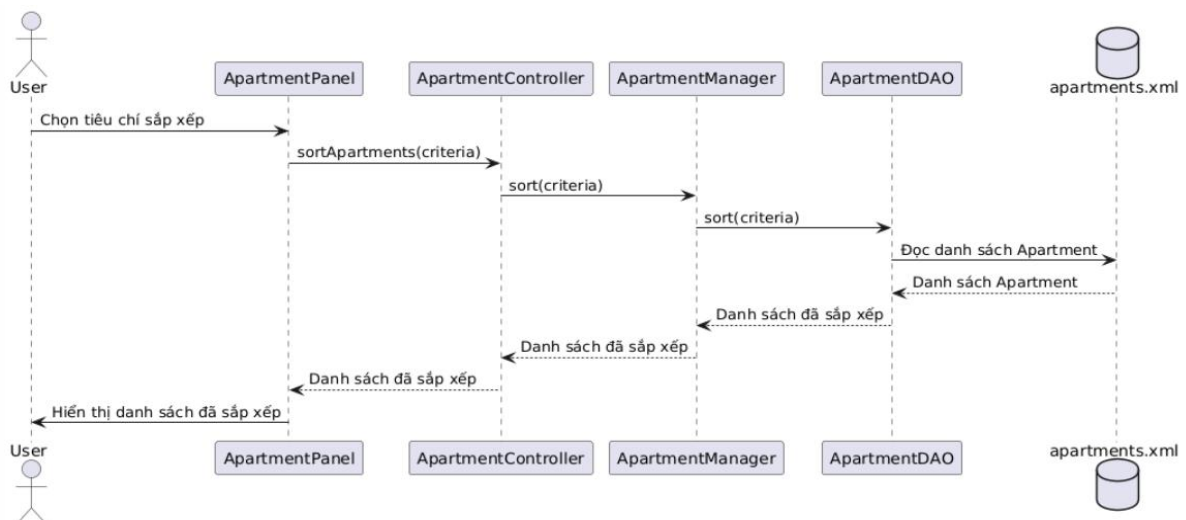 User
ApartmentPanel
ApartmentController
ApartmentManager
ApartmentDAO
apartments.xml
Chọn tiêu chí sắp xếp
sortApartments(criteria)
sort(criteria)
sort(criteria)
Đọc danh sách Apartment
Danh sách Apartment
Danh sách đã sắp xếp
Danh sách đã sắp xếp
Danh sách đã sắp xếp
Hiển thị danh sách đã sắp xếp
User
ApartmentPanel
ApartmentController
ApartmentManager
ApartmentDAO
apartments.xml